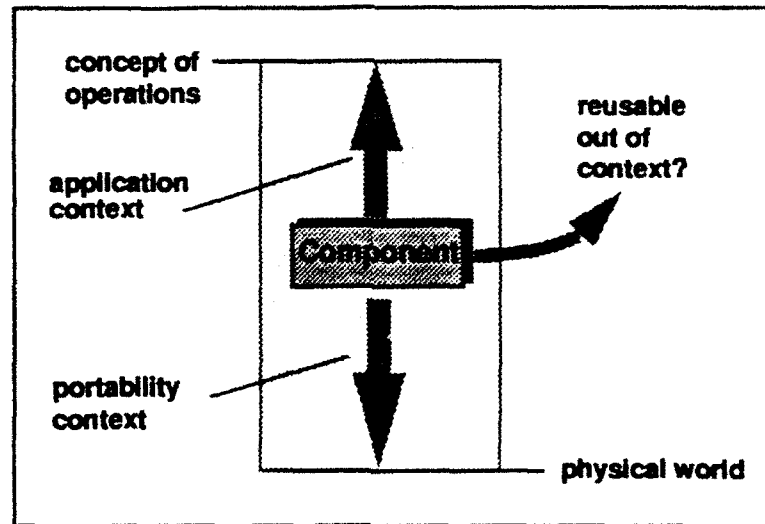 concept of
operations
reusable
out of
context?
application
context
Component
portability
context
physical world